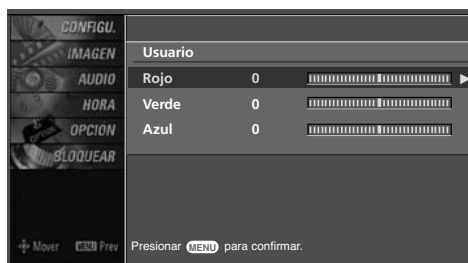 CONFIGU.
IMAGEN
AUDIO
HORA
OPCIÓN
BLOQUEAR
Mover MENU Prev
Usuario
Rojo 0
Verde 0
Azul 0
Presionar MENU para confirmar.